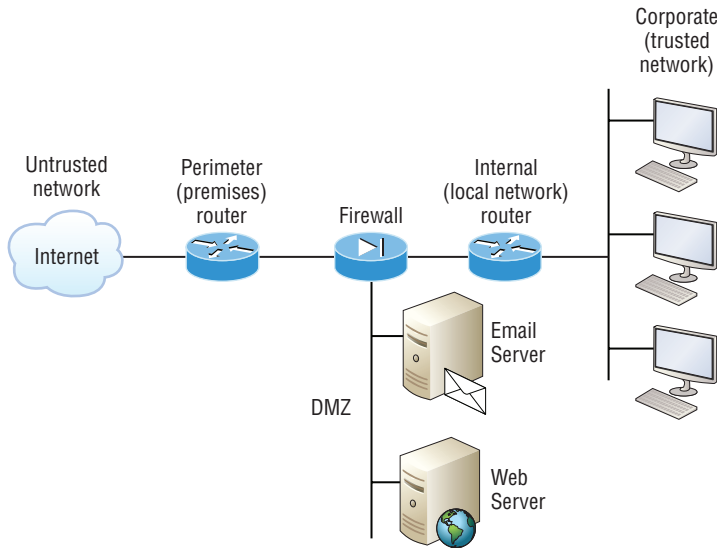 Corporate
(trusted
network)
Untrusted
network
Internet
Perimeter
(premises)
router
Firewall
Internal
(local network)
router
Email
Server
DMZ
Web
Server